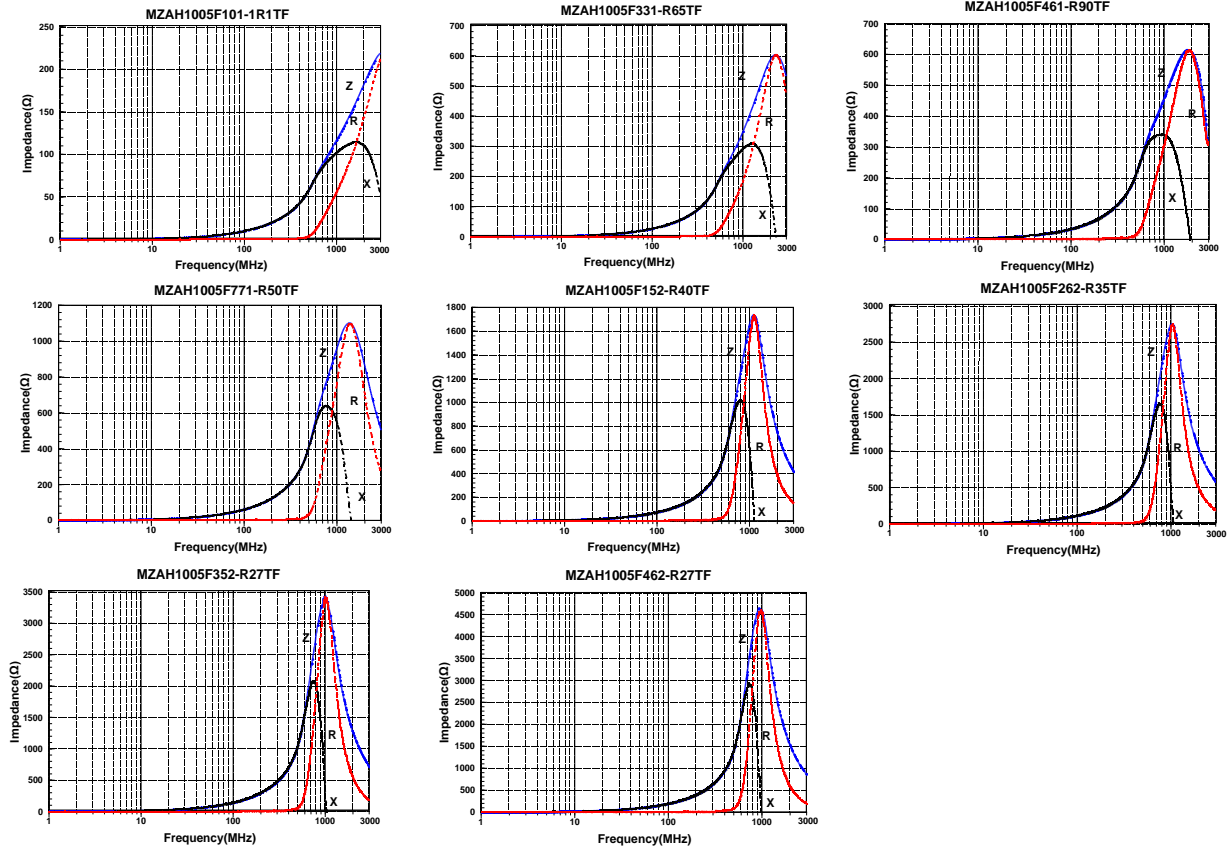 MZAH1005F101-1R1TF
Impedance(Ω)
250
200
150
100
50
0
Z
R
X
1 10 100 1000 3000
Frequency(MHz)
MZAH1005F331-R65TF
Impedance(Ω)
700
600
500
400
300
200
100
0
Z
R
X
1 10 100 1000 3000
Frequency(MHz)
MZAH1005F461-R90TF
Impedance(Ω)
700
600
500
400
300
200
100
0
Z
R
X
1 10 100 1000 3000
Frequency(MHz)
MZAH1005F771-R50TF
Impedance(Ω)
1200
1000
800
600
400
200
0
Z
R
X
1 10 100 1000 3000
Frequency(MHz)
MZAH1005F152-R40TF
Impedance(Ω)
1800
1600
1400
1200
1000
800
600
400
200
0
Z
R
X
1 10 100 1000 3000
Frequency(MHz)
MZAH1005F262-R35TF
Impedance(Ω)
3000
2500
2000
1500
1000
500
0
Z
R
X
1 10 100 1000 3000
Frequency(MHz)
MZAH1005F352-R27TF
Impedance(Ω)
3500
3000
2500
2000
1500
1000
500
0
Z
R
X
1 10 100 1000 3000
Frequency(MHz)
MZAH1005F462-R27TF
Impedance(Ω)
5000
4500
4000
3500
3000
2500
2000
1500
1000
500
0
Z
R
X
1 10 100 1000 3000
Frequency(MHz)